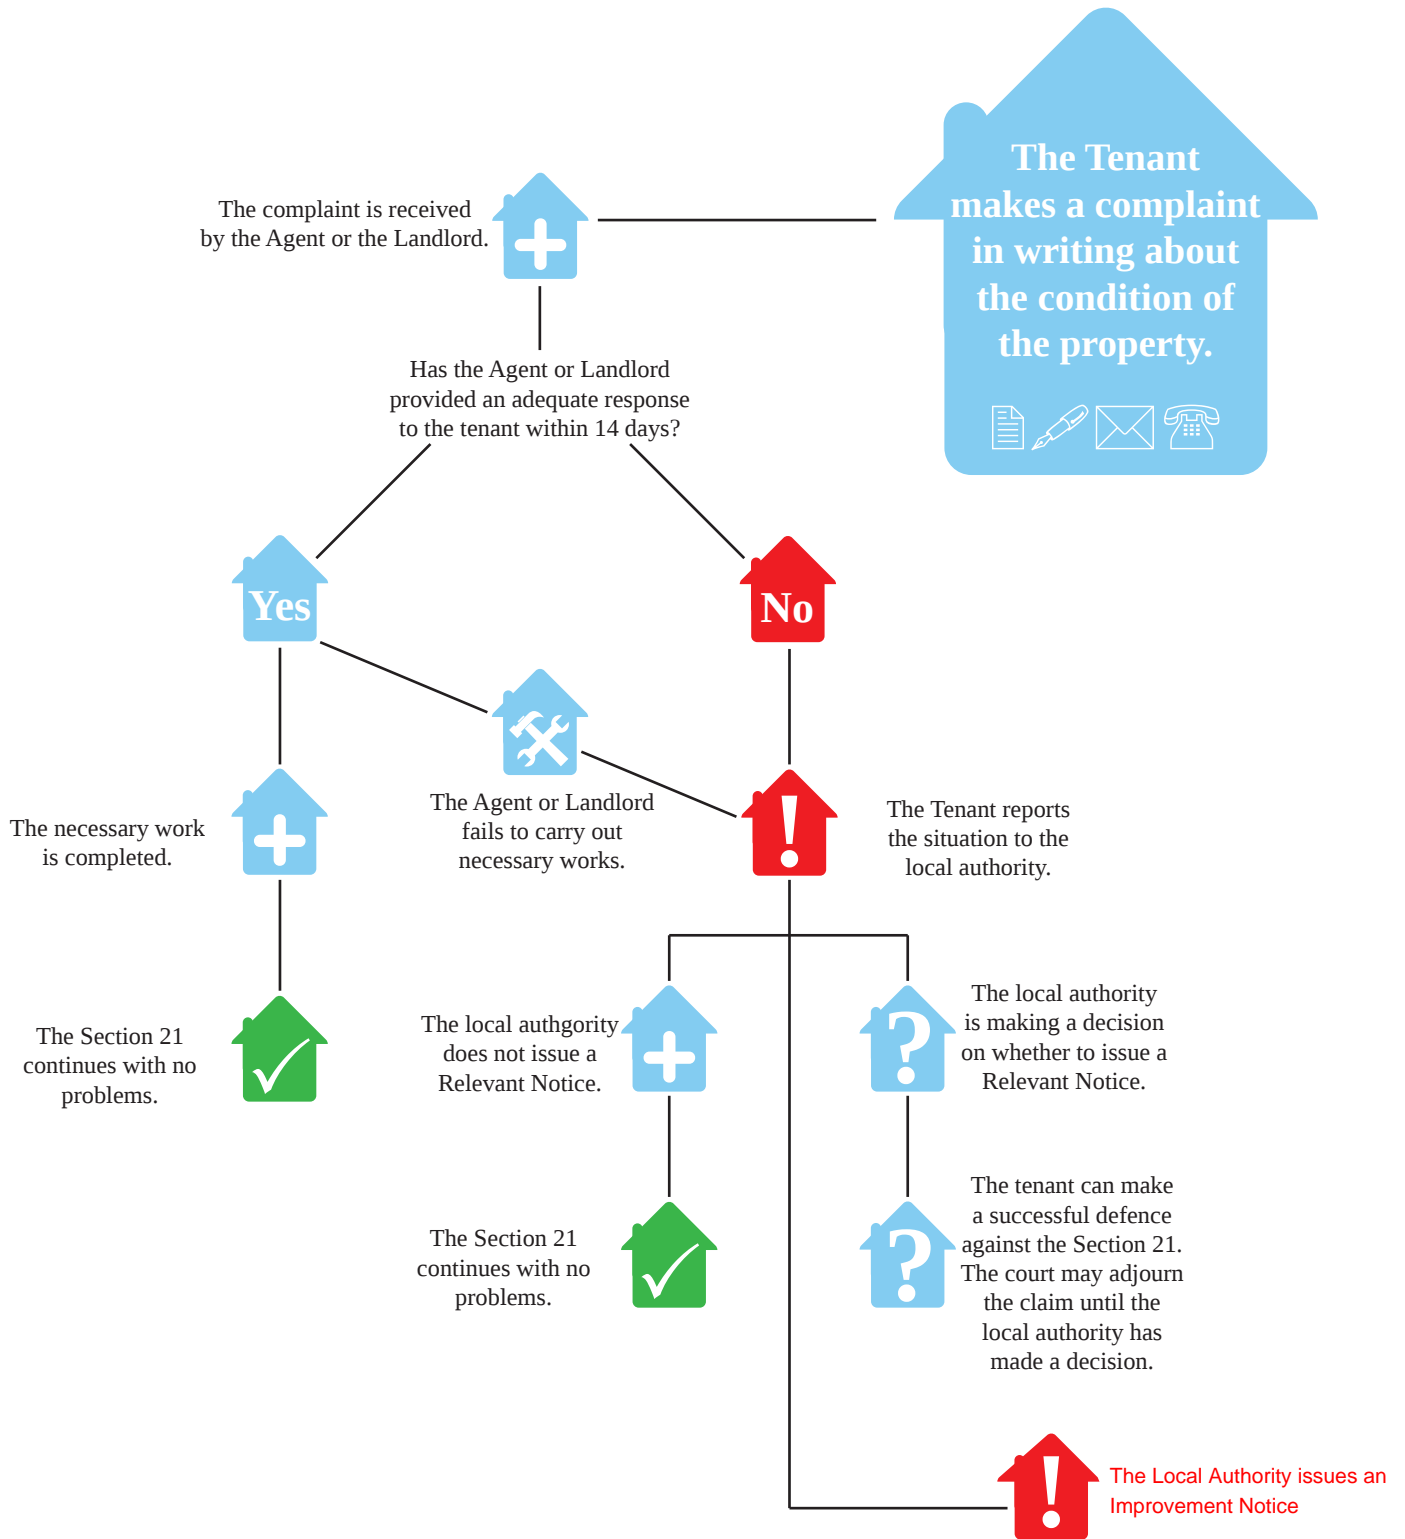 The Tenant
makes a complaint
in writing about
the condition of
the property.
The complaint is received
by the Agent or the Landlord.
Has the Agent or Landlord
provided an adequate response
to the tenant within 14 days?
Yes
No
The Agent or Landlord
fails to carry out
necessary works.
The necessary work
is completed.
The Tenant reports
the situation to the
local authority.
The Section 21
continues with no
problems.
The local authgority
does not issue a
Relevant Notice.
The local authority
is making a decision
on whether to issue a
Relevant Notice.
The Section 21
continues with no
problems.
The tenant can make
a successful defence
against the Section 21.
The court may adjourn
the claim until the
local authority has
made a decision.
The Local Authority issues an
Improvement Notice